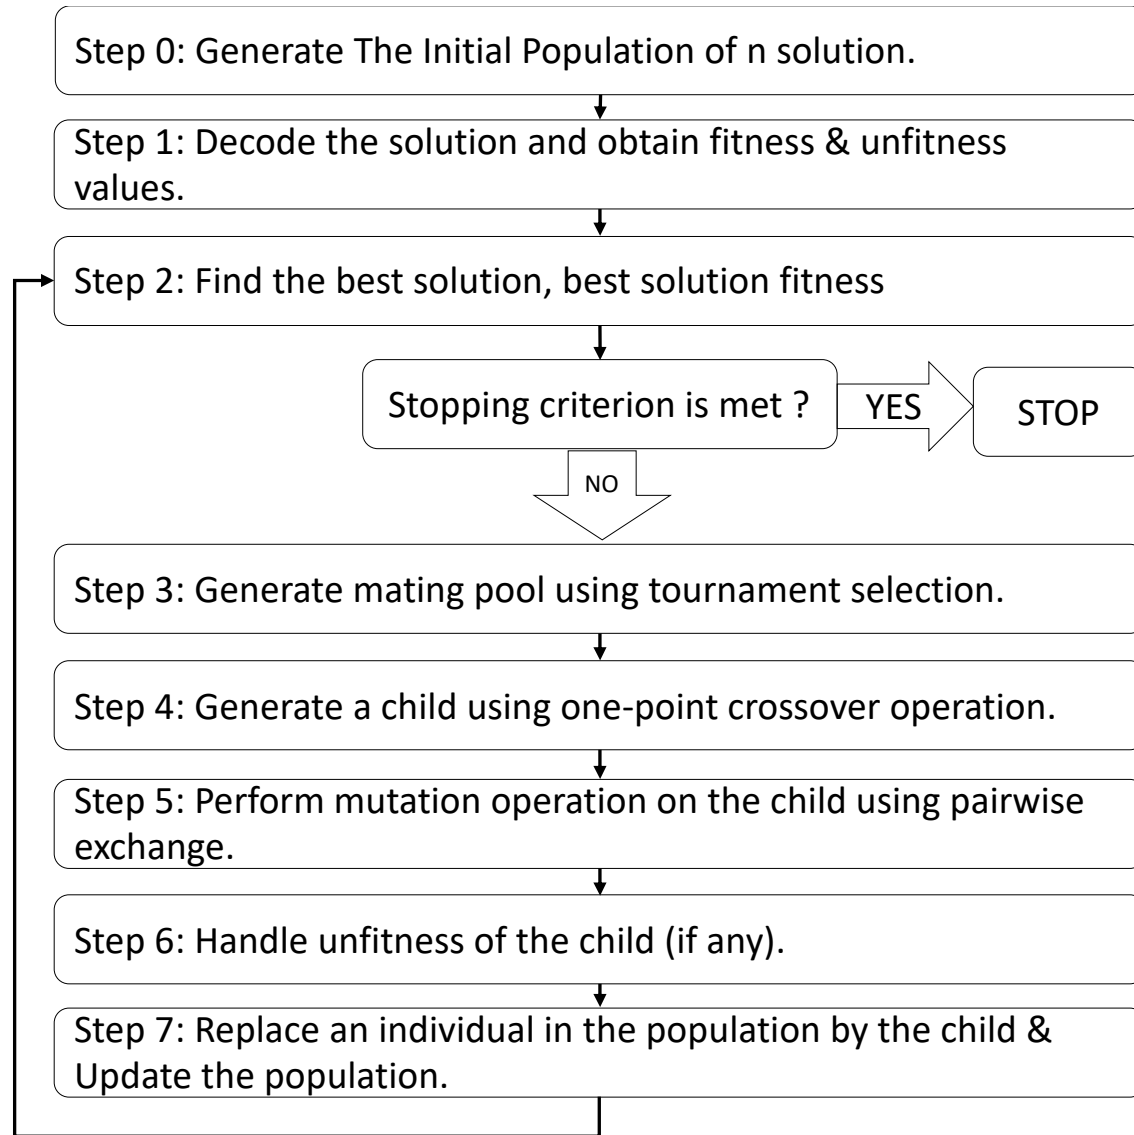 Step 0: Generate The Initial Population of n solution.
Step 1: Decode the solution and obtain fitness & unfitness
values.
Step 2: Find the best solution, best solution fitness
Stopping criterion is met ?
YES
STOP
NO
Step 3: Generate mating pool using tournament selection.
Step 4: Generate a child using one-point crossover operation.
Step 5: Perform mutation operation on the child using pairwise
exchange.
Step 6: Handle unfitness of the child (if any).
Step 7: Replace an individual in the population by the child &
Update the population.